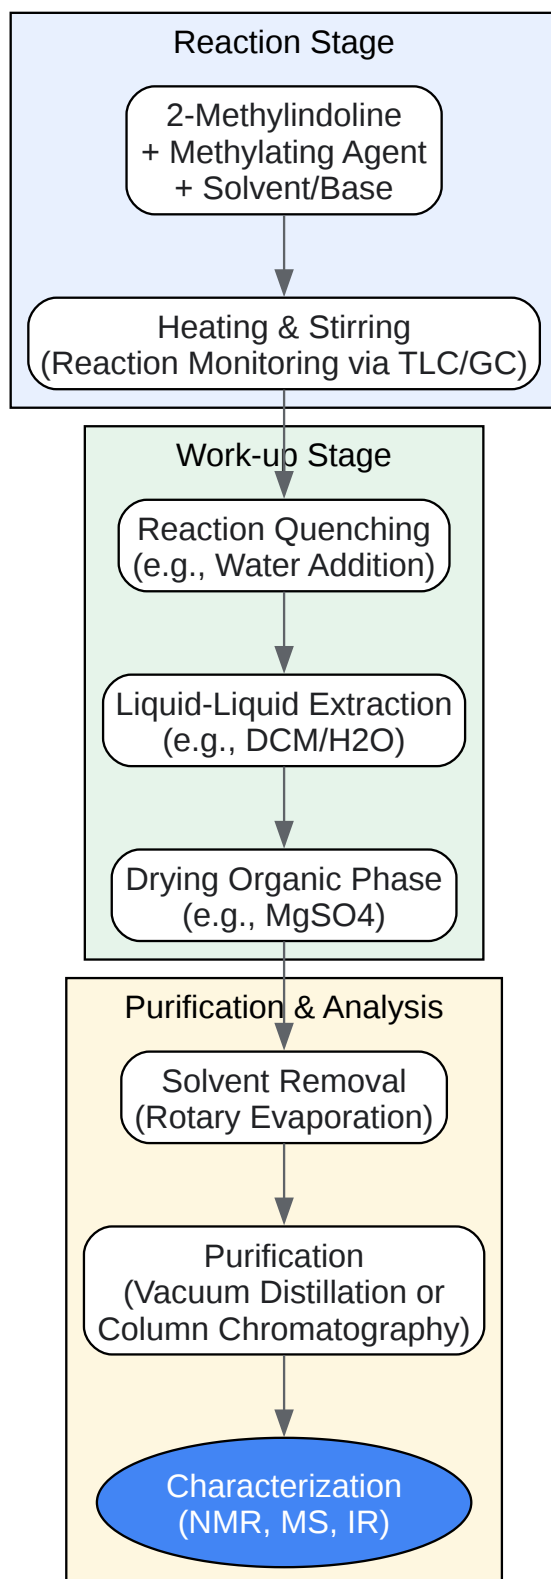 Reaction Stage
2-Methylindoline
+ Methylating Agent
+ Solvent/Base
Heating & Stirring
(Reaction Monitoring via TLC/GC)
Work-up Stage
Reaction Quenching
(e.g., Water Addition)
Liquid-Liquid Extraction
(e.g., DCM/H2O)
Drying Organic Phase
(e.g., MgSO4)
Purification & Analysis
Solvent Removal
(Rotary Evaporation)
Purification
(Vacuum Distillation or
Column Chromatography)
Characterization
(NMR, MS, IR)